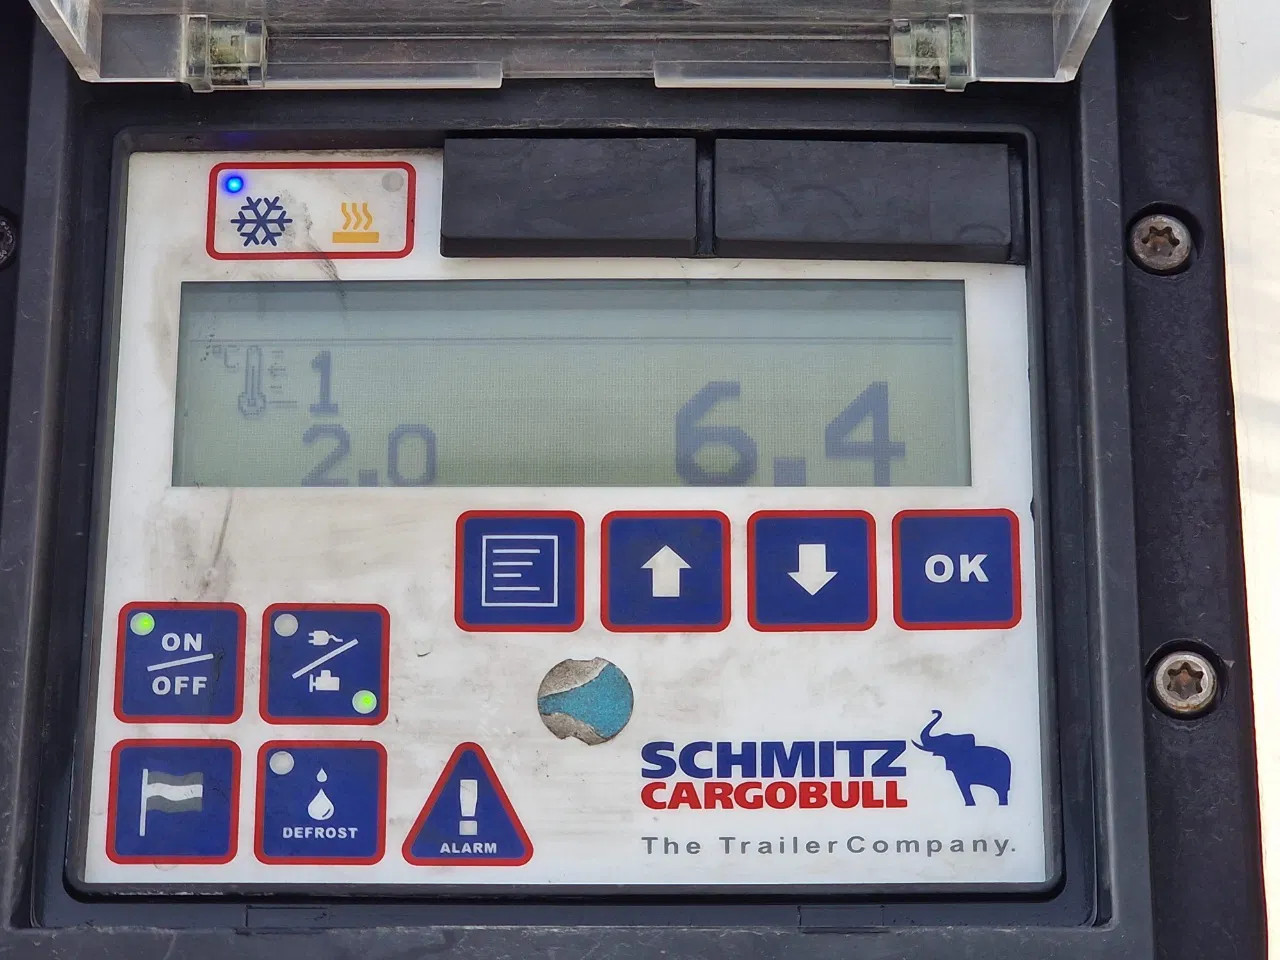 °C 1
2.0 6.4
OK
ON
OFF
DEFROST
ALARM
SCHMITZ
CARGOBULL
The TrailerCompany.